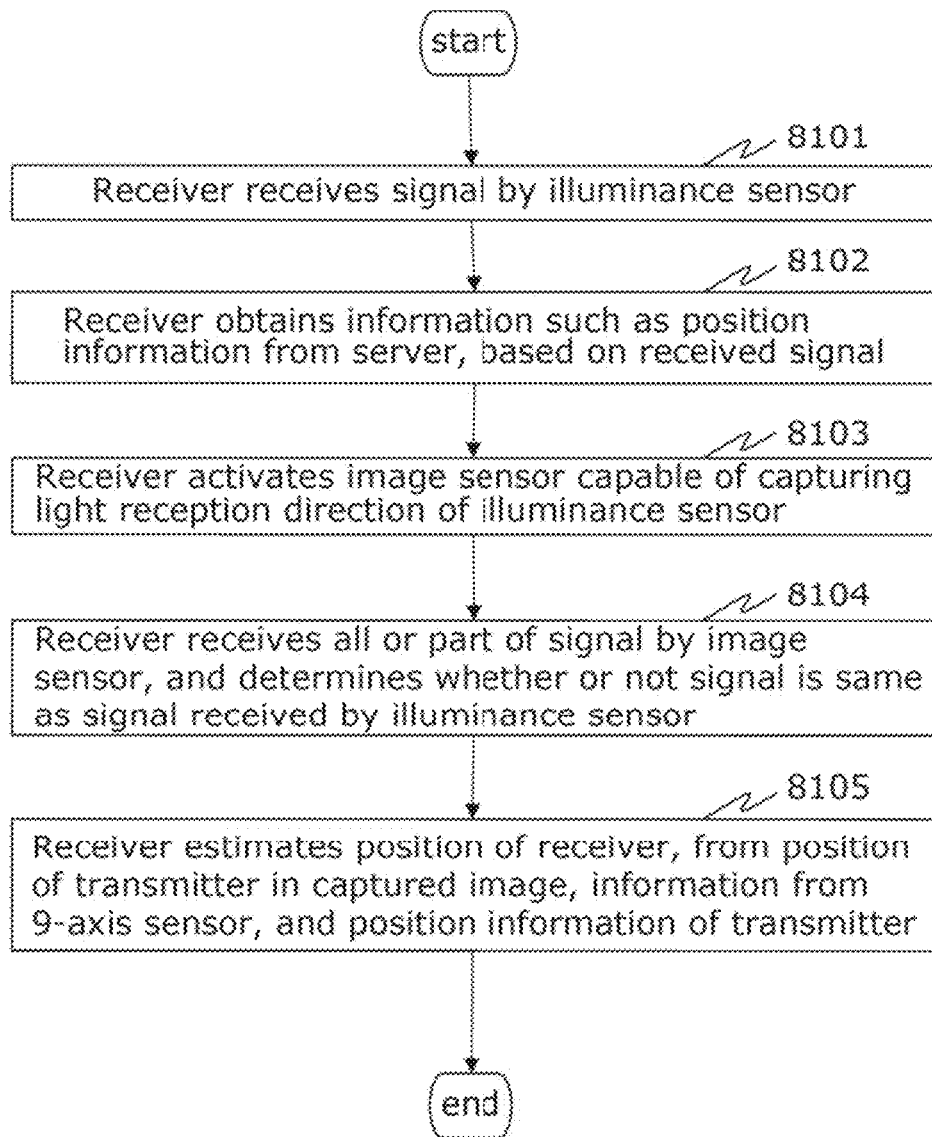 start
8101
Receiver receives signal by illuminance sensor
8102
Receiver obtains information such as position
information from server, based on received signal
8103
Receiver activates image sensor capable of capturing
light reception direction of illuminance sensor
8104
Receiver receives all or part of signal by image
sensor, and determines whether or not signal is same
as signal received by illuminance sensor
8105
Receiver estimates position of receiver, from position
of transmitter in captured image, information from
9-axis sensor, and position information of transmitter
end